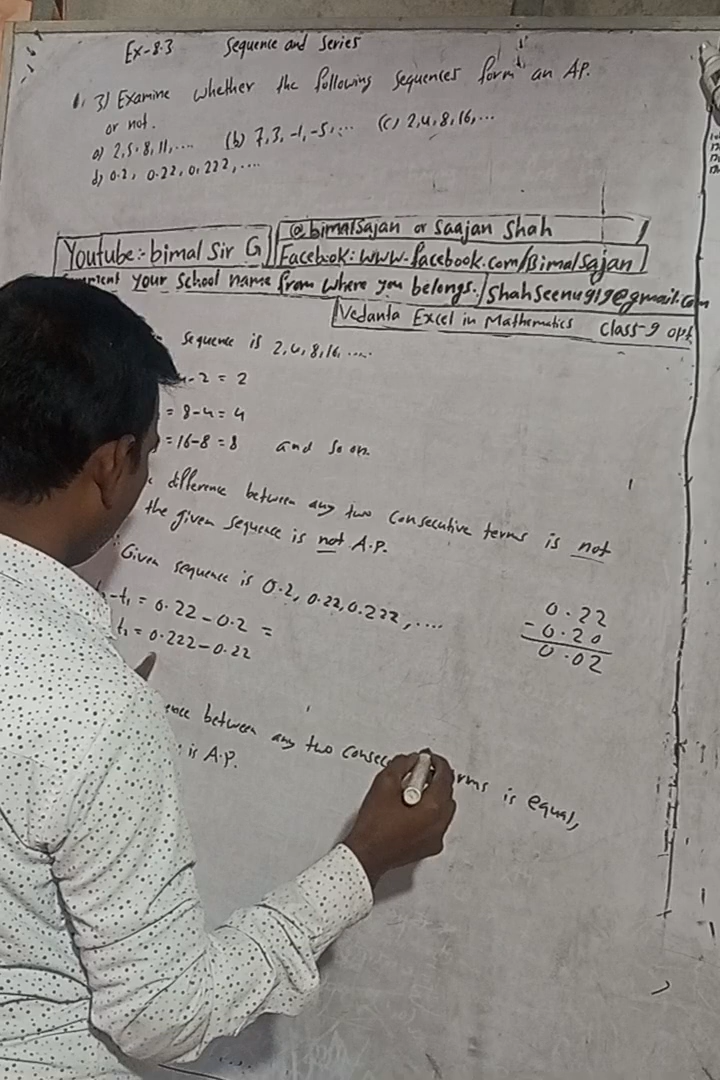 Ex-8.3 Sequence and Series
3) Examine whether the following sequences form an AP.
or not.
a) 2,5,8,11,.... (b) 7,3,-1,-5,... (c) 2,4,8,16,...
d) 0.2, 0.22, 0.222,....
@bimalSajan or Saajan Shah
Youtube:- bimal Sir G
Facebook: www.facebook.com/BimalSajan
Comment your School name from where you belongs./Shahseenu919@gmail.com
Vedanta Excel in Mathematics class-9 opt
sequence is 2,4,8,16,....
4-2 = 2
= 8-4 = 4
= 16-8 = 8 and so on.
difference between any two consecutive terms is not
the given sequence is not A.P.
Given sequence is 0.2, 0.22, 0.222,....
-t₁ = 0.22-0.2 =
= 0.222-0.22
0.22
-0.20
0.02
between any two terms is equal,
is A.P.